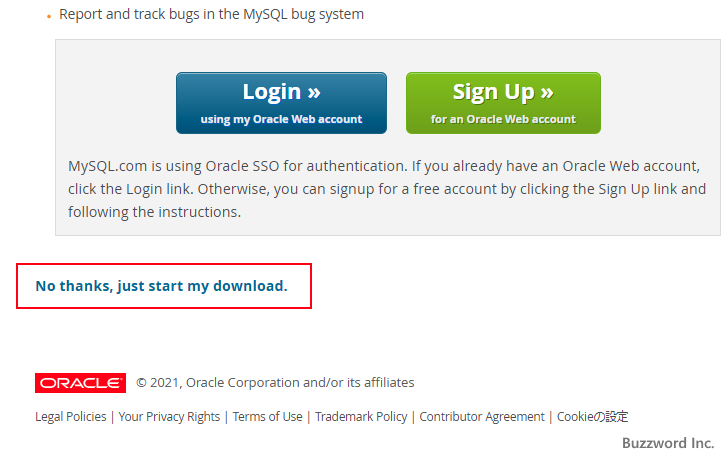 Report and track bugs in the MySQL bug system
Login »
using my Oracle Web account
Sign Up »
for an Oracle Web account
MySQL.com is using Oracle SSO for authentication. If you already have an Oracle Web account,
click the Login link. Otherwise, you can signup for a free account by clicking the Sign Up link and
following the instructions.
No thanks, just start my download.
ORACLE © 2021, Oracle Corporation and/or its affiliates
Legal Policies | Your Privacy Rights | Terms of Use | Trademark Policy | Contributor Agreement | Cookieの設定
Buzzword Inc.